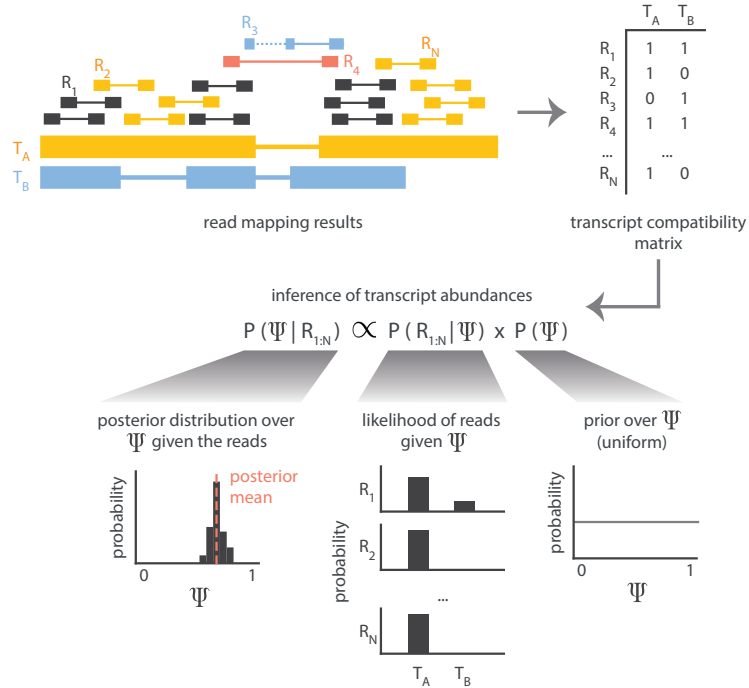 R3
R4
RN
R2
R1
TA
TB
read mapping results
TA TB
R1 1 1
R2 1 0
R3 0 1
R4 1 1
... ...
RN 1 0
transcript compatibility
matrix
inference of transcript abundances
P (Ψ | R1:N) ∝ P ( R1:N | Ψ) x P (Ψ)
posterior distribution over
Ψ given the reads
probability
posterior
mean
0 1
Ψ
likelihood of reads
given Ψ
probability
R1
R2
...
RN
TA TB
prior over Ψ
(uniform)
probability
0 1
Ψ